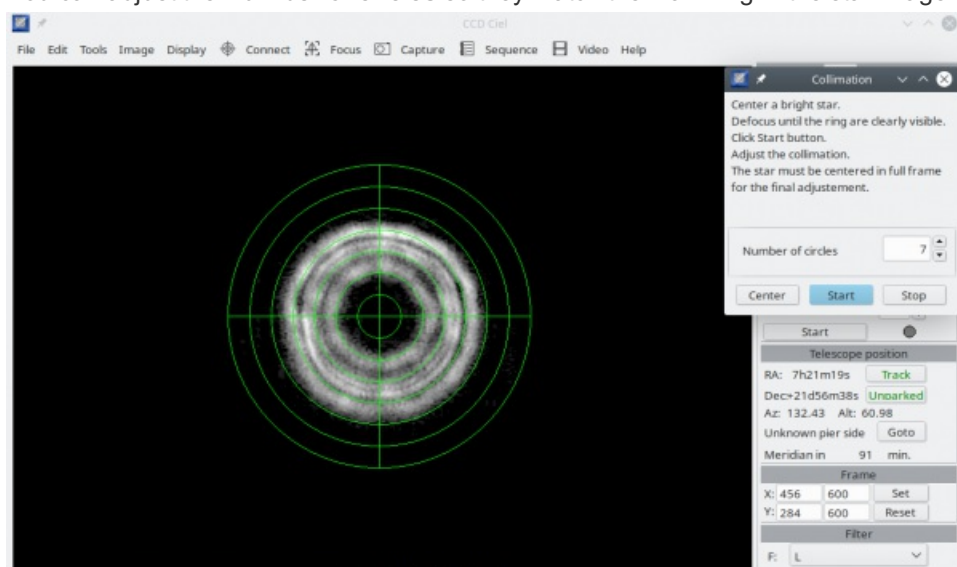 CCD Ciel
File Edit Tools Image Display Connect Focus Capture Sequence Video Help
Collimation
Center a bright star.
Defocus until the ring are clearly visible.
Click Start button.
Adjust the collimation.
The star must be centered in full frame
for the final adjustement.
Number of circles 7
Center Start Stop
Start
Telescope position
RA: 7h21m19s Track
Dec:+21d56m38s Unparked
Az: 132.43 Alt: 60.98
Unknown pier side Goto
Meridian in 91 min.
Frame
X: 456 600 Set
Y: 284 600 Reset
Filter
F: L